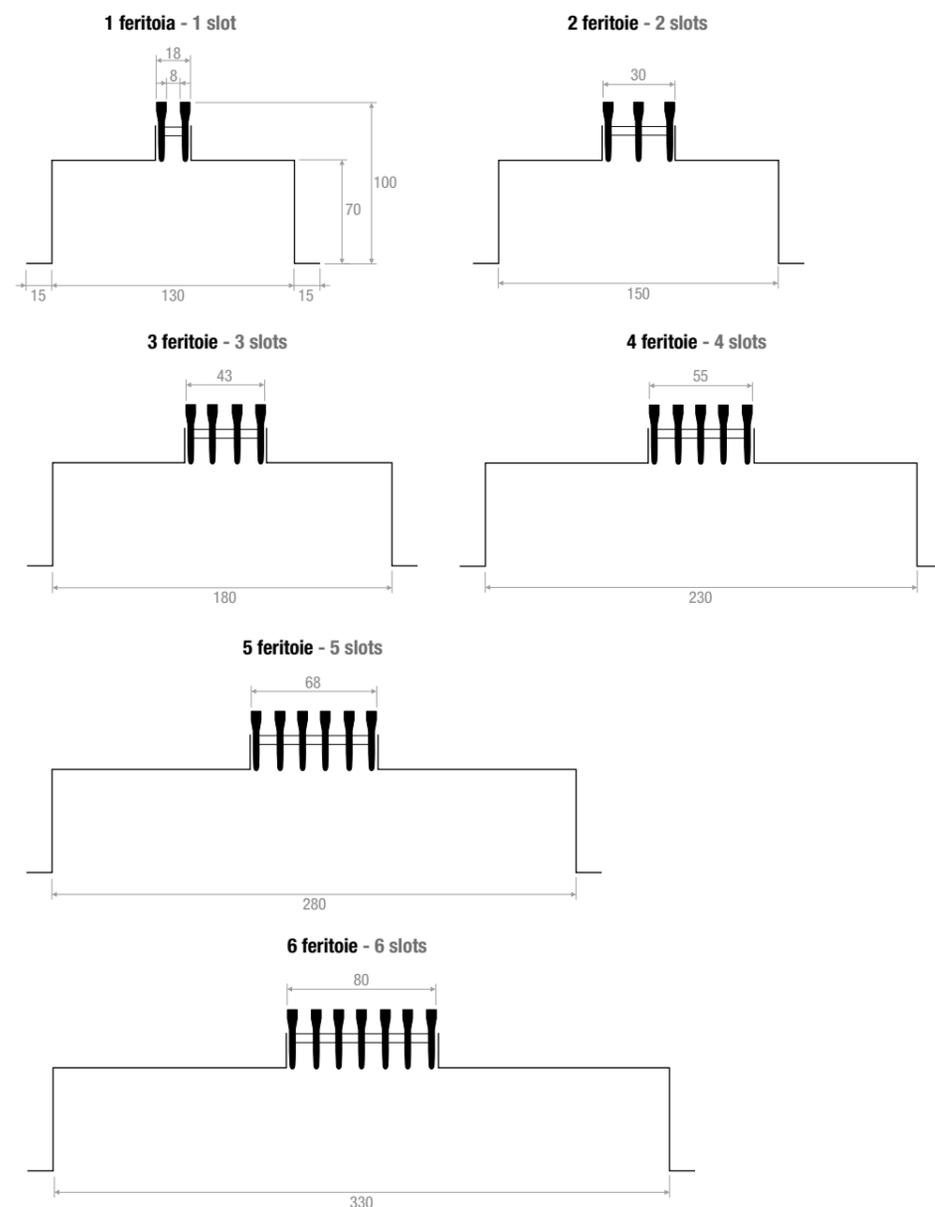 1 feritoia - 1 slot
18
8
100
70
15
130
15
2 feritoie - 2 slots
30
150
3 feritoie - 3 slots
43
180
4 feritoie - 4 slots
55
230
5 feritoie - 5 slots
68
280
6 feritoie - 6 slots
80
330